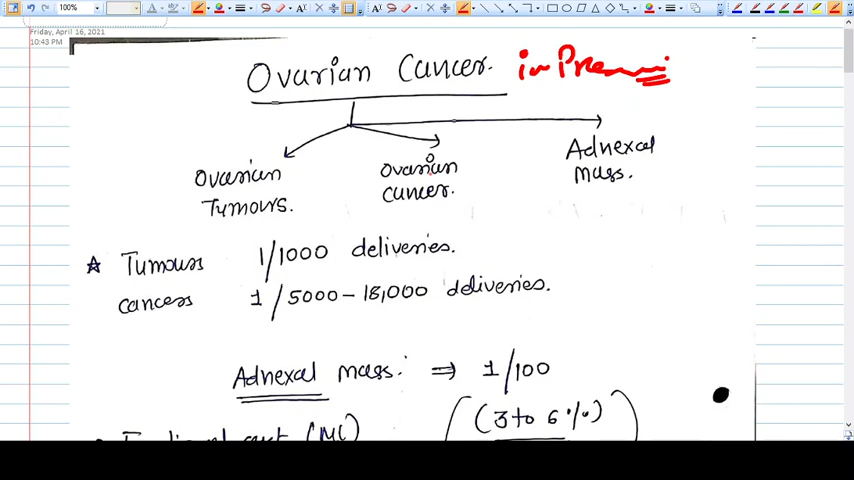 100%
Friday, April 16, 2021
10:43 PM
Ovarian Cancer. in
Ovarian
Tumours.
Ovarian
cancer.
Adnexal
mass.
Tumours 1/1000 deliveries.
cancers 1/5000 - 18,000 deliveries.
Adnexal mass: ⇒ 1/100
(3 to 6%)